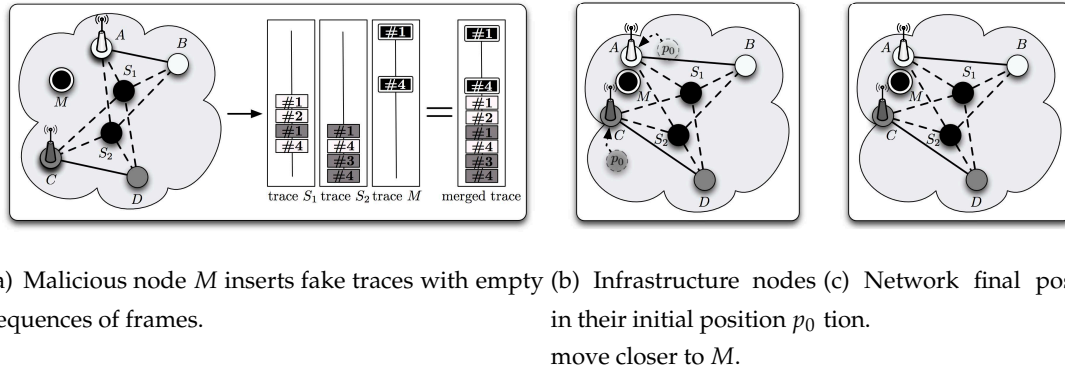 A
B
S1
M
S2
C
D
#1
#2
#1
#4
#1
#4
#3
#4
#1
#4
=
#1
#4
#1
#2
#1
#4
#3
#4
trace S1 trace S2 trace M merged trace
A
p0
B
S1
M
C
S2
p0
D
A
B
S1
M
C
S2
D
a) Malicious node M inserts fake traces with empty
equences of frames.
(b) Infrastructure nodes
in their initial position p0
move closer to M.
(c) Network final pos
tion.